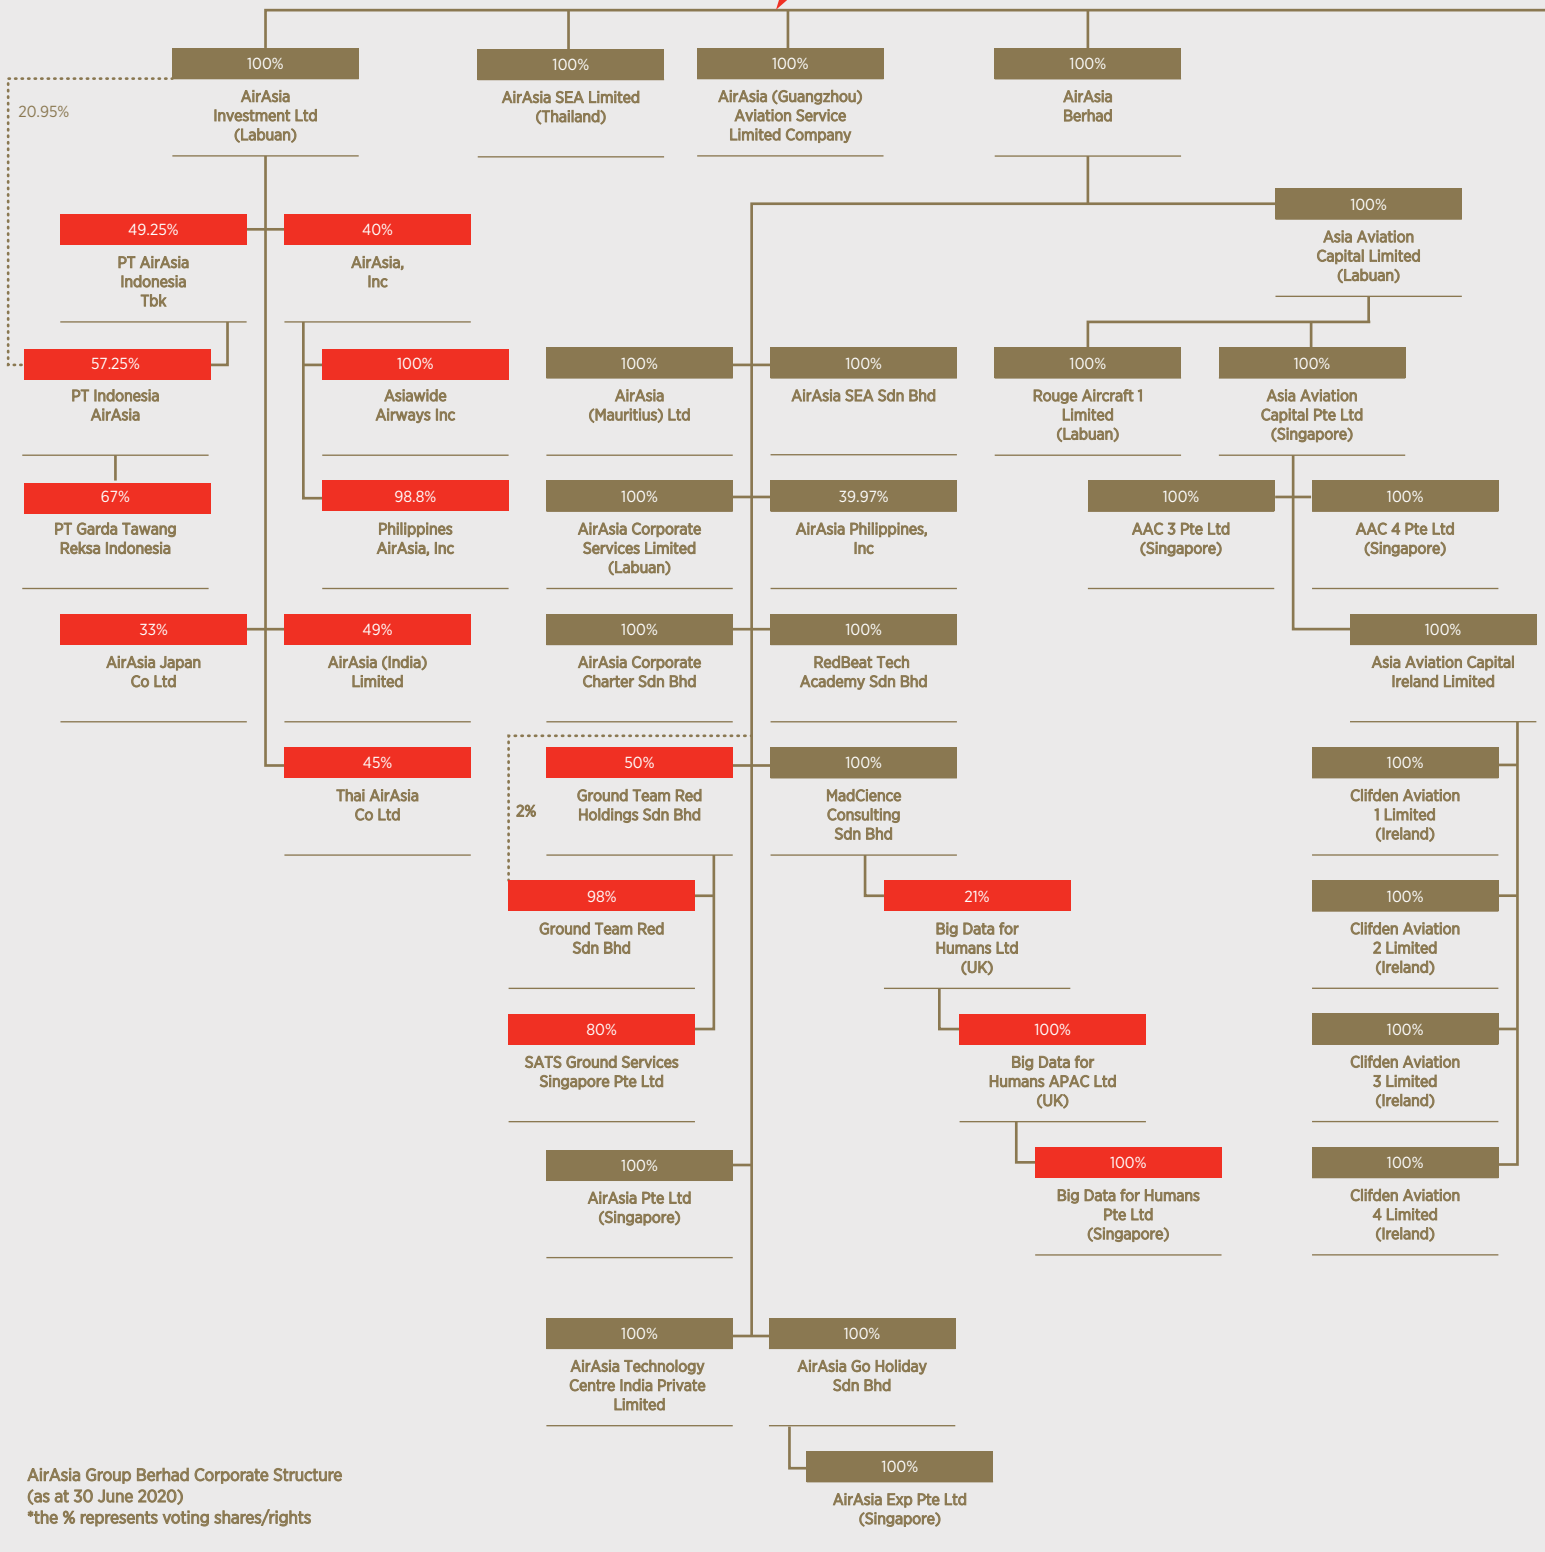 100%
AirAsia
Investment Ltd
(Labuan)
100%
AirAsia SEA Limited
(Thailand)
100%
AirAsia (Guangzhou)
Aviation Service
Limited Company
100%
AirAsia
Berhad
20.95%
49.25%
PT AirAsia
Indonesia
Tbk
40%
AirAsia,
Inc
100%
Asia Aviation
Capital Limited
(Labuan)
57.25%
PT Indonesia
AirAsia
100%
Asiawide
Airways Inc
100%
AirAsia
(Mauritius) Ltd
100%
AirAsia SEA Sdn Bhd
100%
Rouge Aircraft 1
Limited
(Labuan)
100%
Asia Aviation
Capital Pte Ltd
(Singapore)
67%
PT Garda Tawang
Reksa Indonesia
98.8%
Philippines
AirAsia, Inc
100%
AirAsia Corporate
Services Limited
(Labuan)
39.97%
AirAsia Philippines,
Inc
100%
AAC 3 Pte Ltd
(Singapore)
100%
AAC 4 Pte Ltd
(Singapore)
33%
AirAsia Japan
Co Ltd
49%
AirAsia (India)
Limited
100%
AirAsia Corporate
Charter Sdn Bhd
100%
RedBeat Tech
Academy Sdn Bhd
100%
Asia Aviation Capital
Ireland Limited
45%
Thai AirAsia
Co Ltd
2%
50%
Ground Team Red
Holdings Sdn Bhd
100%
MadCience
Consulting
Sdn Bhd
100%
Clifden Aviation
1 Limited
(Ireland)
98%
Ground Team Red
Sdn Bhd
21%
Big Data for
Humans Ltd
(UK)
100%
Clifden Aviation
2 Limited
(Ireland)
80%
SATS Ground Services
Singapore Pte Ltd
100%
Big Data for
Humans APAC Ltd
(UK)
100%
Clifden Aviation
3 Limited
(Ireland)
100%
AirAsia Pte Ltd
(Singapore)
100%
Big Data for Humans
Pte Ltd
(Singapore)
100%
Clifden Aviation
4 Limited
(Ireland)
100%
AirAsia Technology
Centre India Private
Limited
100%
AirAsia Go Holiday
Sdn Bhd
100%
AirAsia Exp Pte Ltd
(Singapore)
AirAsia Group Berhad Corporate Structure
(as at 30 June 2020)
*the % represents voting shares/rights